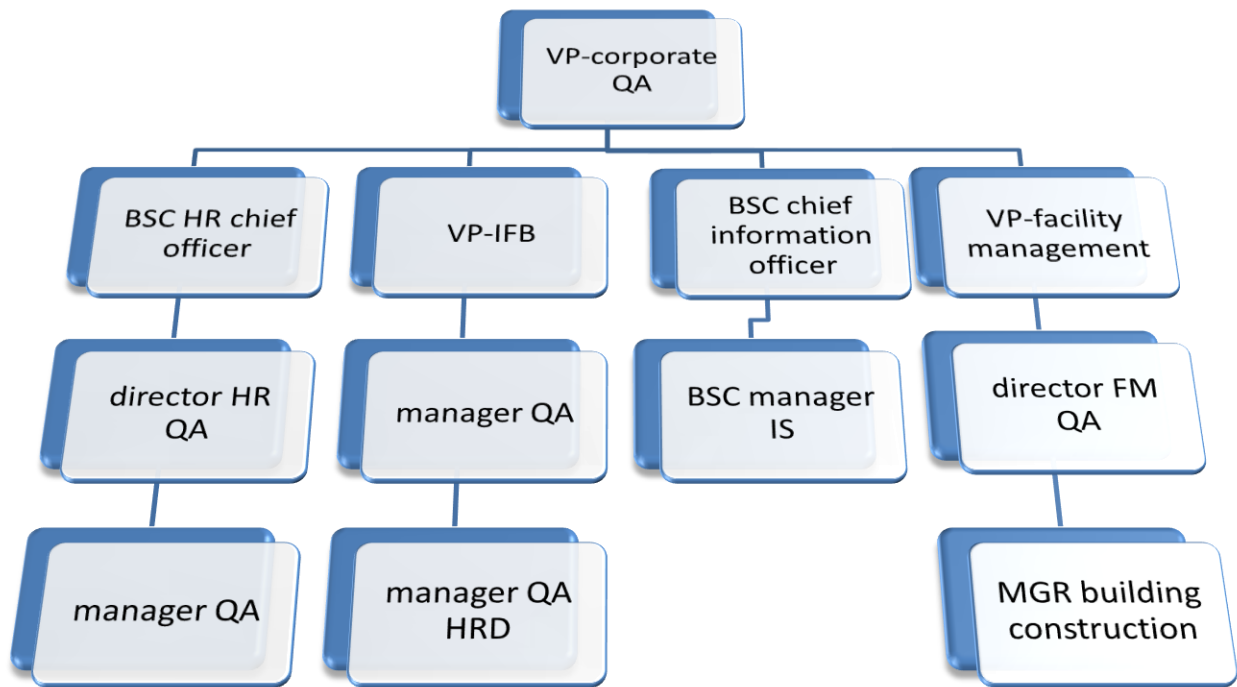 VP-corporate
QA
BSC HR chief
officer
VP-IFB
BSC chief
information
officer
VP-facility
management
director HR
QA
manager QA
BSC manager
IS
director FM
QA
manager QA
manager QA
HRD
MGR building
construction